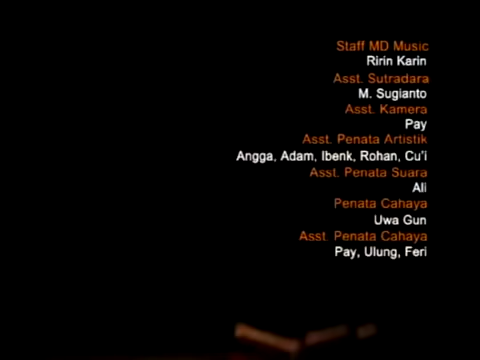 Staff MD Music
Ririn Karin
Asst. Sutradara
M. Sugianto
Asst. Kamera
Pay
Asst. Penata Artistik
Angga, Adam, Ibenk, Rohan, Cu'i
Asst. Penata Suara
Ali
Penata Cahaya
Uwa Gun
Asst. Penata Cahaya
Pay, Ulung, Feri